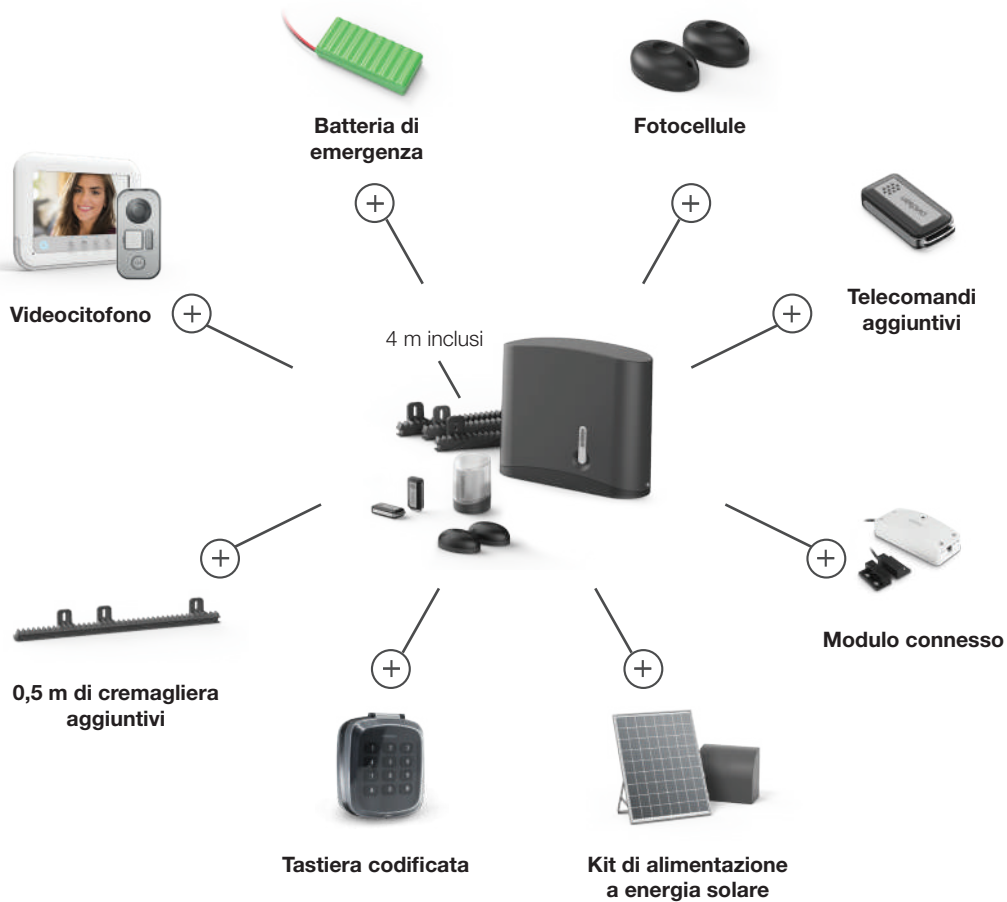 Batteria di
emergenza
Fotocellule
Videocitofono
Telecomandi
aggiuntivi
4 m inclusi
0,5 m di cremagliera
aggiuntivi
Modulo connesso
Tastiera codificata
Kit di alimentazione
a energia solare